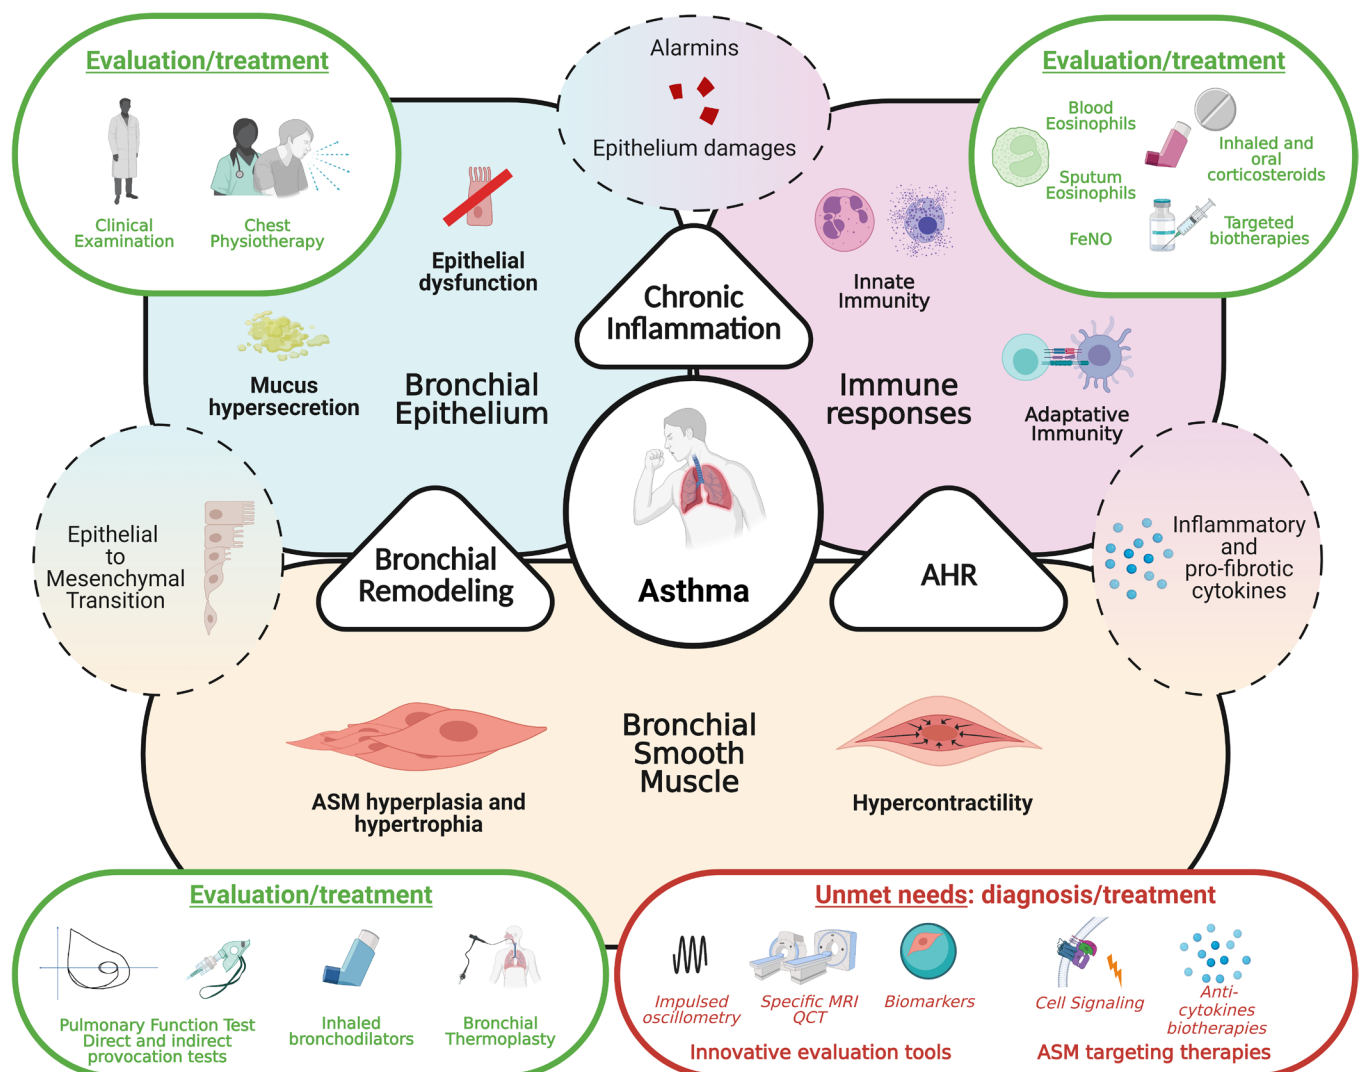 Evaluation/treatment
Clinical
Examination
Chest
Physiotherapy
Alarmins
Epithelium damages
Evaluation/treatment
Blood
Eosinophils
Sputum
Eosinophils
FeNO
Inhaled and
oral
corticosteroids
Targeted
biotherapies
Epithelial
dysfunction
Mucus
hypersecretion
Bronchial
Epithelium
Chronic
Inflammation
Innate
Immunity
Immune
responses
Adaptative
Immunity
Epithelial
to
Mesenchymal
Transition
Bronchial
Remodeling
Asthma
AHR
Inflammatory
and
pro-fibrotic
cytokines
ASM hyperplasia and
hypertrophia
Bronchial
Smooth
Muscle
Hypercontractility
Evaluation/treatment
Pulmonary Function Test
Direct and indirect
provocation tests
Inhaled
bronchodilators
Bronchial
Thermoplasty
Unmet needs: diagnosis/treatment
Impulsed
oscillometry
Specific MRI
QCT
Biomarkers
Innovative evaluation tools
Cell Signaling
Anti-
cytokines
biotherapies
ASM targeting therapies